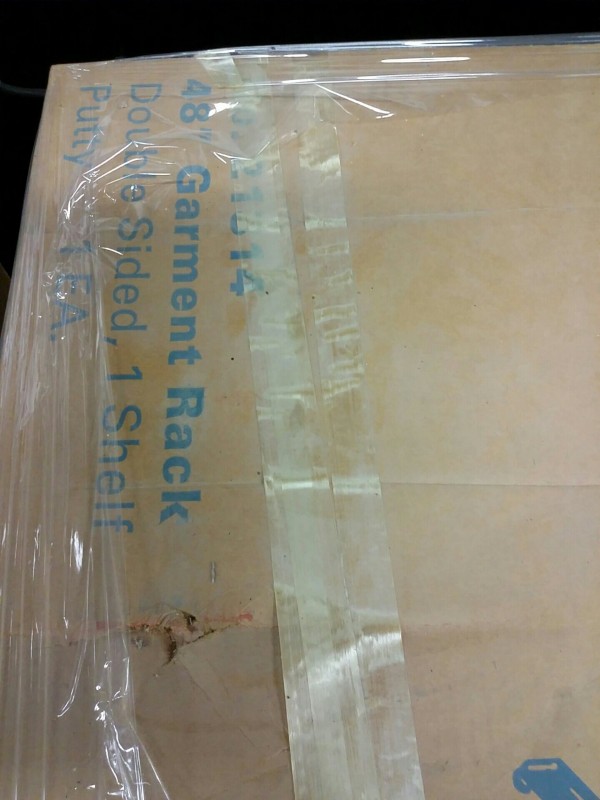 48" Garment Rack
Double Sided, 1 Shelf
Putty 1 EA.